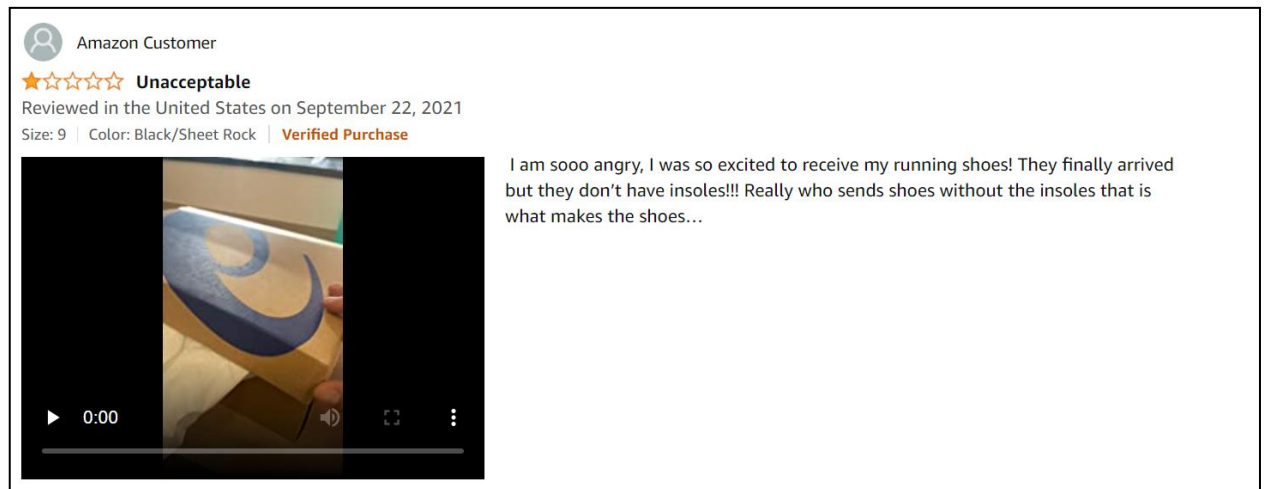 Amazon Customer
Unacceptable
Reviewed in the United States on September 22, 2021
Size: 9 | Color: Black/Sheet Rock | Verified Purchase
I am sooo angry, I was so excited to receive my running shoes! They finally arrived
but they don’t have insoles!!! Really who sends shoes without the insoles that is
what makes the shoes…
0:00